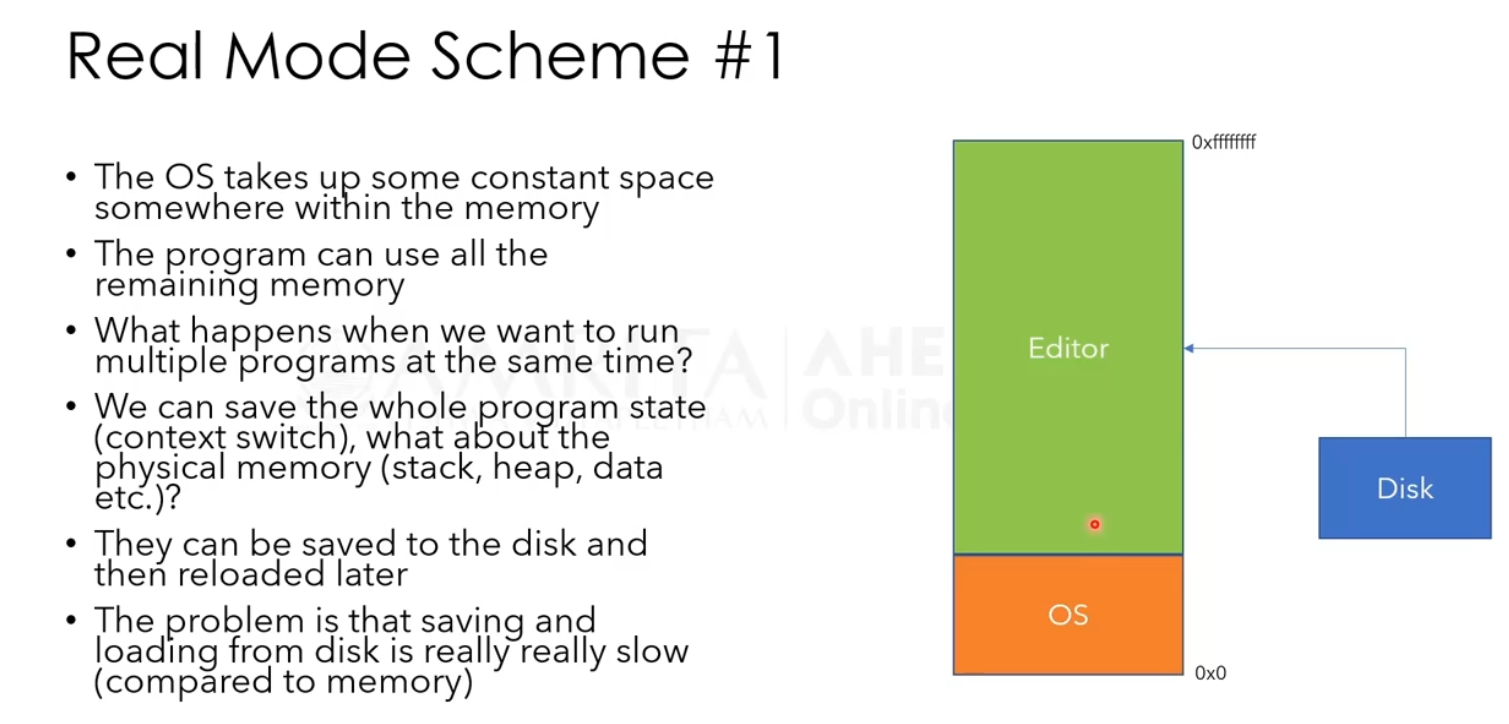 Real Mode Scheme #1
• The OS takes up some constant space
somewhere within the memory
• The program can use all the
remaining memory
• What happens when we want to run
multiple programs at the same time?
• We can save the whole program state
(context switch), what about the
physical memory (stack, heap, data
etc.)?
• They can be saved to the disk and
then reloaded later
• The problem is that saving and
loading from disk is really really slow
(compared to memory)
0xffffffff
Editor
Disk
OS
0x0
AMRITA
AHE
Online